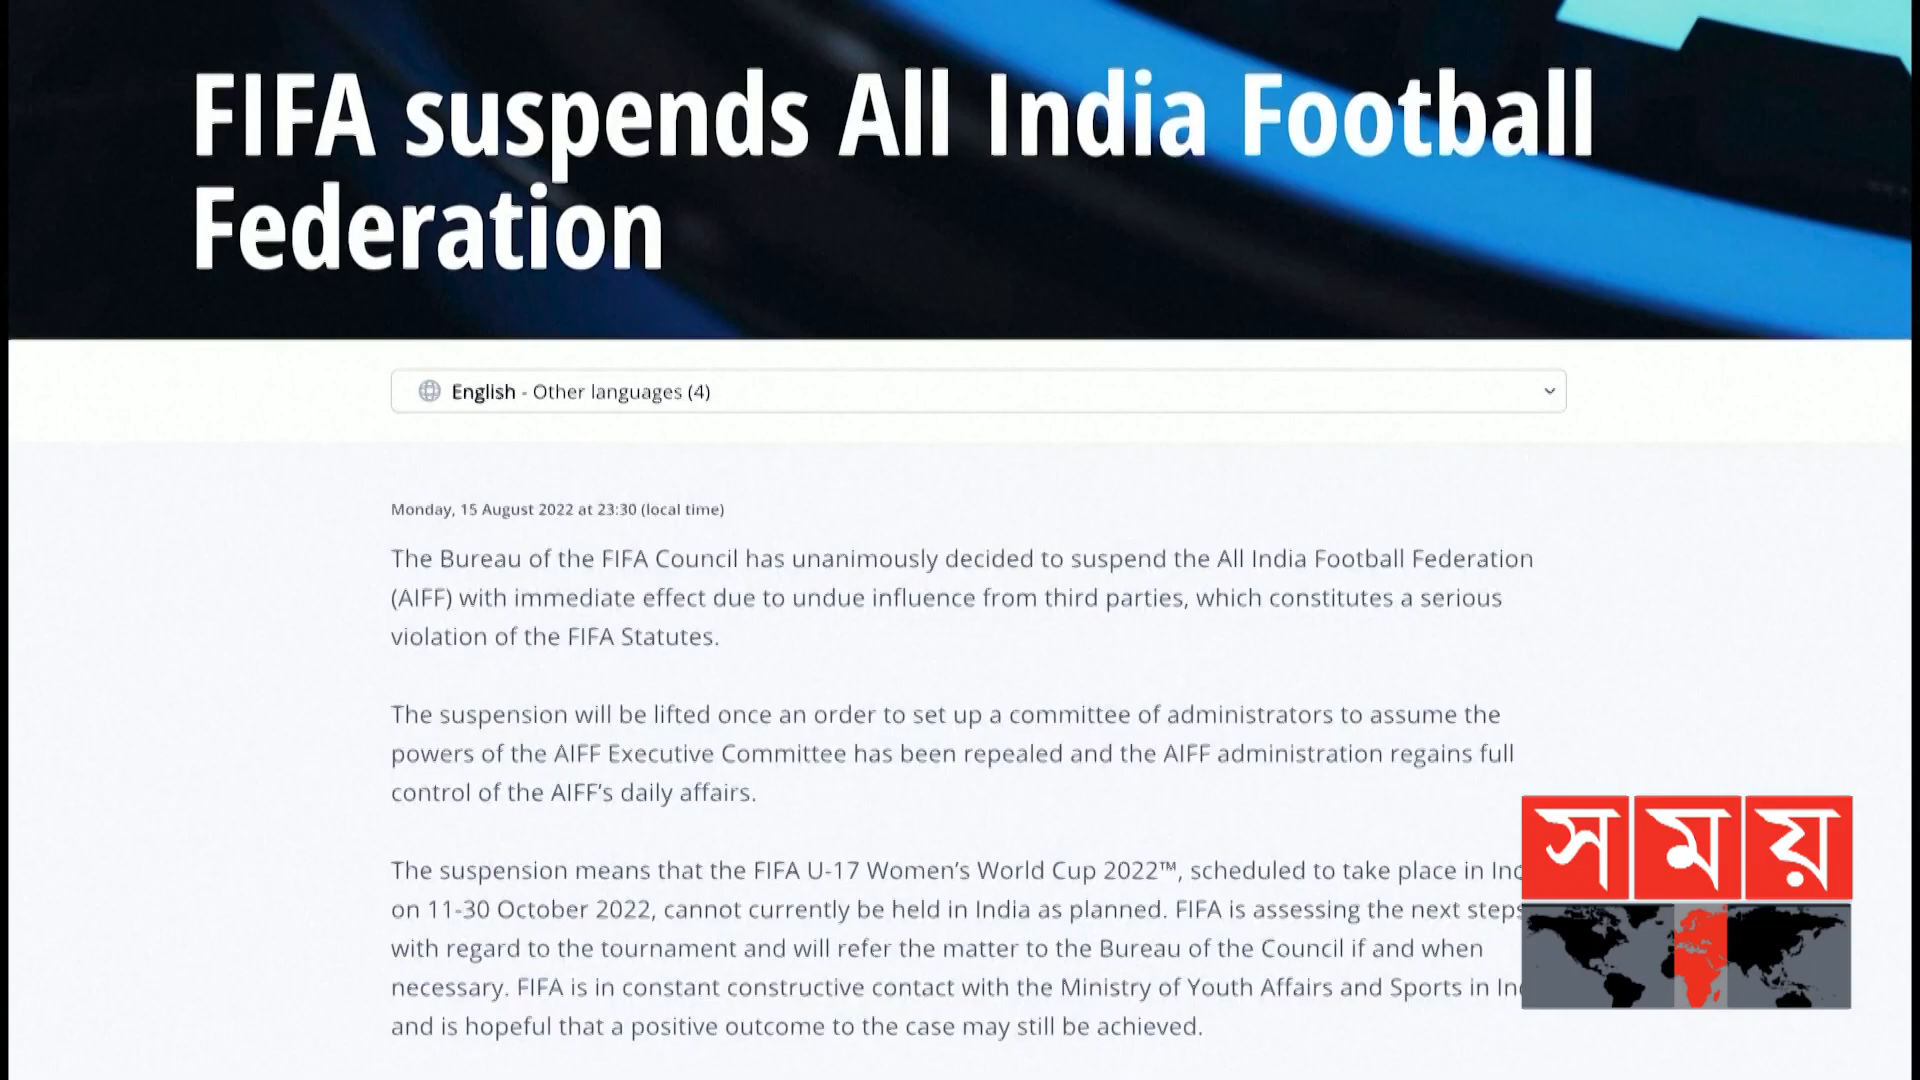 FIFA suspends All India Football
Federation
English - Other languages (4)
Monday, 15 August 2022 at 23:30 (local time)
The Bureau of the FIFA Council has unanimously decided to suspend the All India Football Federation
(AIFF) with immediate effect due to undue influence from third parties, which constitutes a serious
violation of the FIFA Statutes.
The suspension will be lifted once an order to set up a committee of administrators to assume the
powers of the AIFF Executive Committee has been repealed and the AIFF administration regains full
control of the AIFF’s daily affairs.
The suspension means that the FIFA U-17 Women’s World Cup 2022™, scheduled to take place in
on 11-30 October 2022, cannot currently be held in India as planned. FIFA is assessing the next steps
with regard to the tournament and will refer the matter to the Bureau of the Council if and when
necessary. FIFA is in constant constructive contact with the Ministry of Youth Affairs and Sports in
and is hopeful that a positive outcome to the case may still be achieved.
সময়